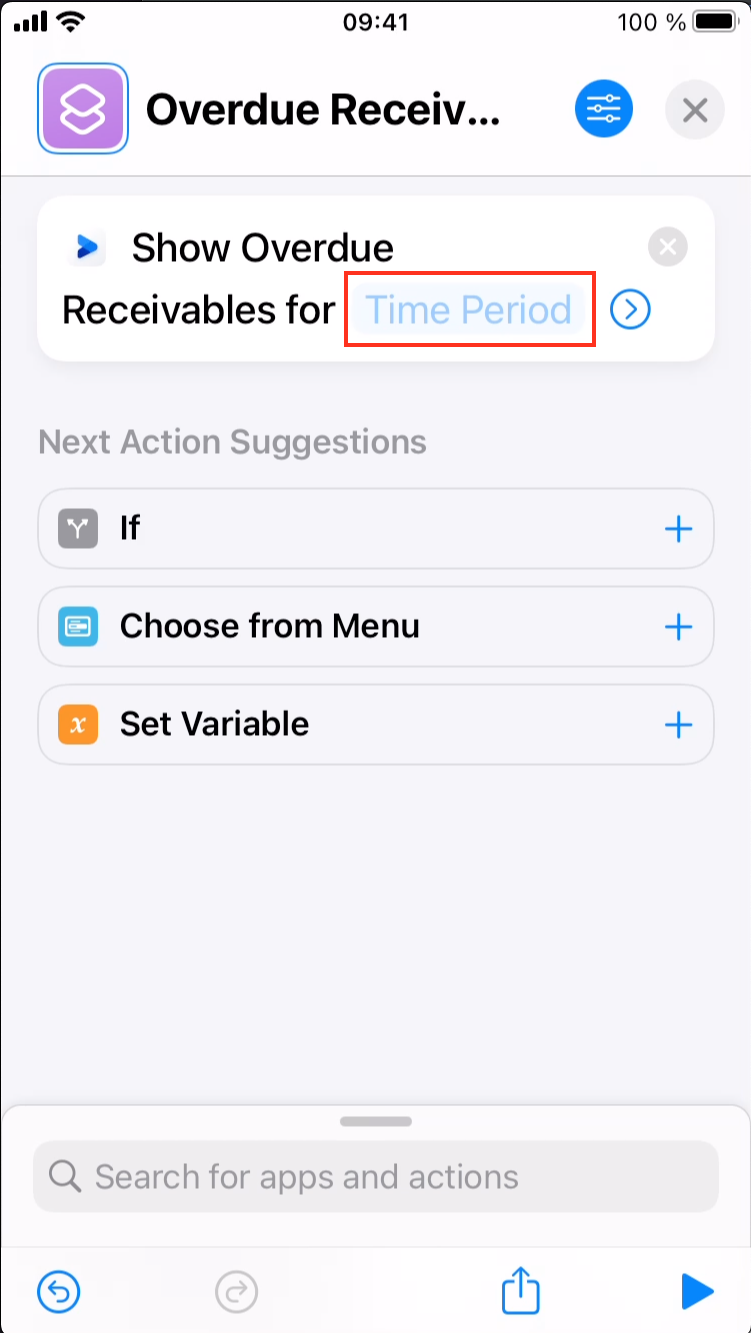 09:41
100 %
Overdue Receiv...
Show Overdue
Receivables for Time Period
Next Action Suggestions
If
Choose from Menu
x Set Variable
Search for apps and actions